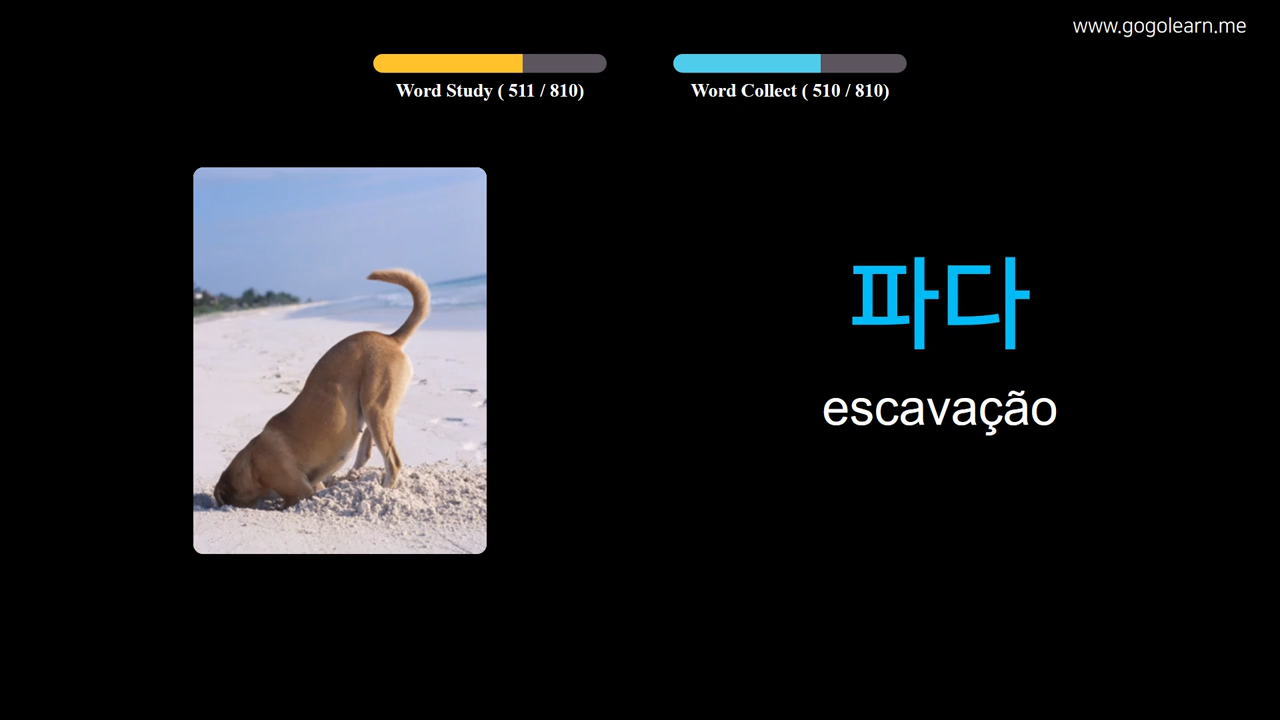 www.gogolearn.me
Word Study ( 511 / 810)
Word Collect ( 510 / 810)
파다
escavação